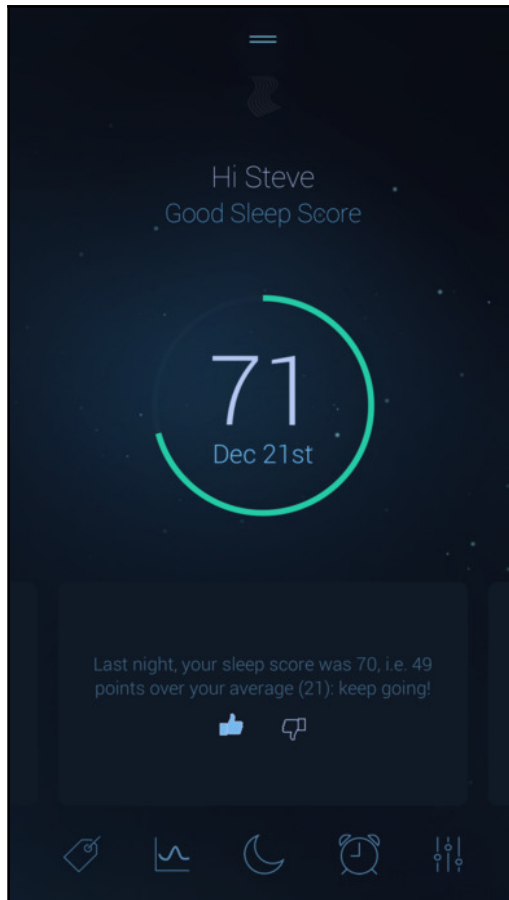 Hi Steve
Good Sleep Score
71
Dec 21st
Last night, your sleep score was 70, i.e. 49
points over your average (21): keep going!